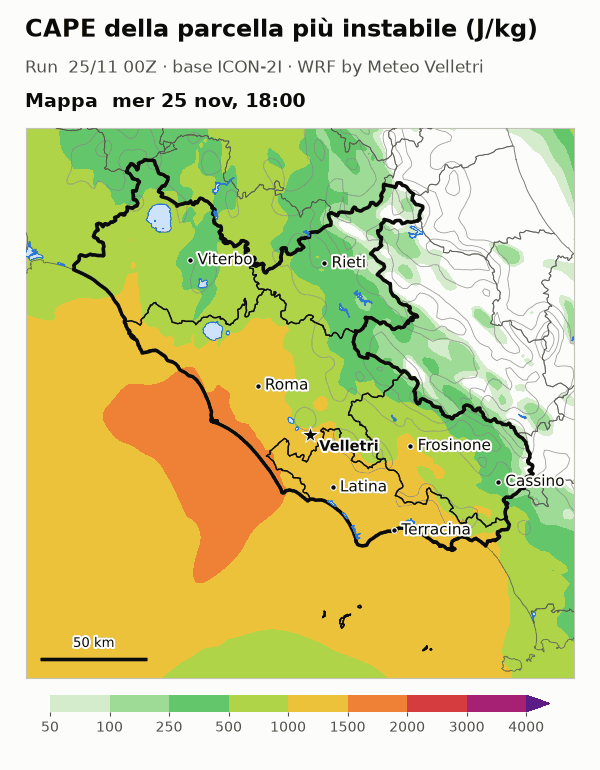 CAPE della parcella più instabile (J/kg)
Run  25/11 00Z · base ICON-2I · WRF by Meteo Velletri
Mappa  mer 25 nov, 18:00
Viterbo
Rieti
Roma
Velletri
Frosinone
Latina
Cassino
Terracina
50 km
50 100 250 500 1000 1500 2000 3000 4000